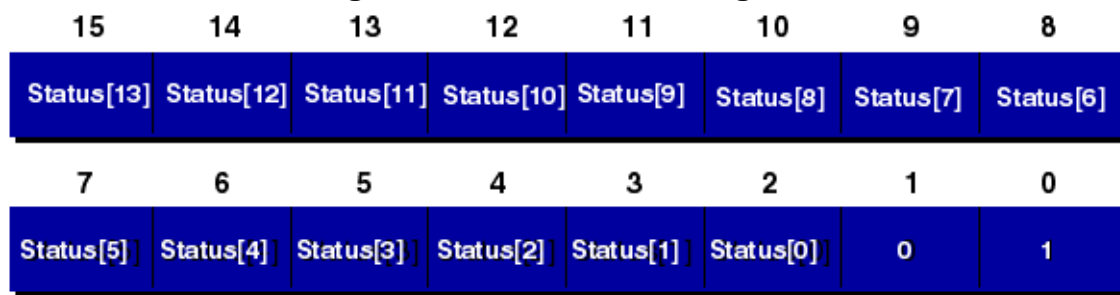 15 14 13 12 11 10 9 8
Status[13] Status[12] Status[11] Status[10] Status[9] Status[8] Status[7] Status[6]
7 6 5 4 3 2 1 0
Status[5] Status[4] Status[3] Status[2] Status[1] Status[0] 0 1